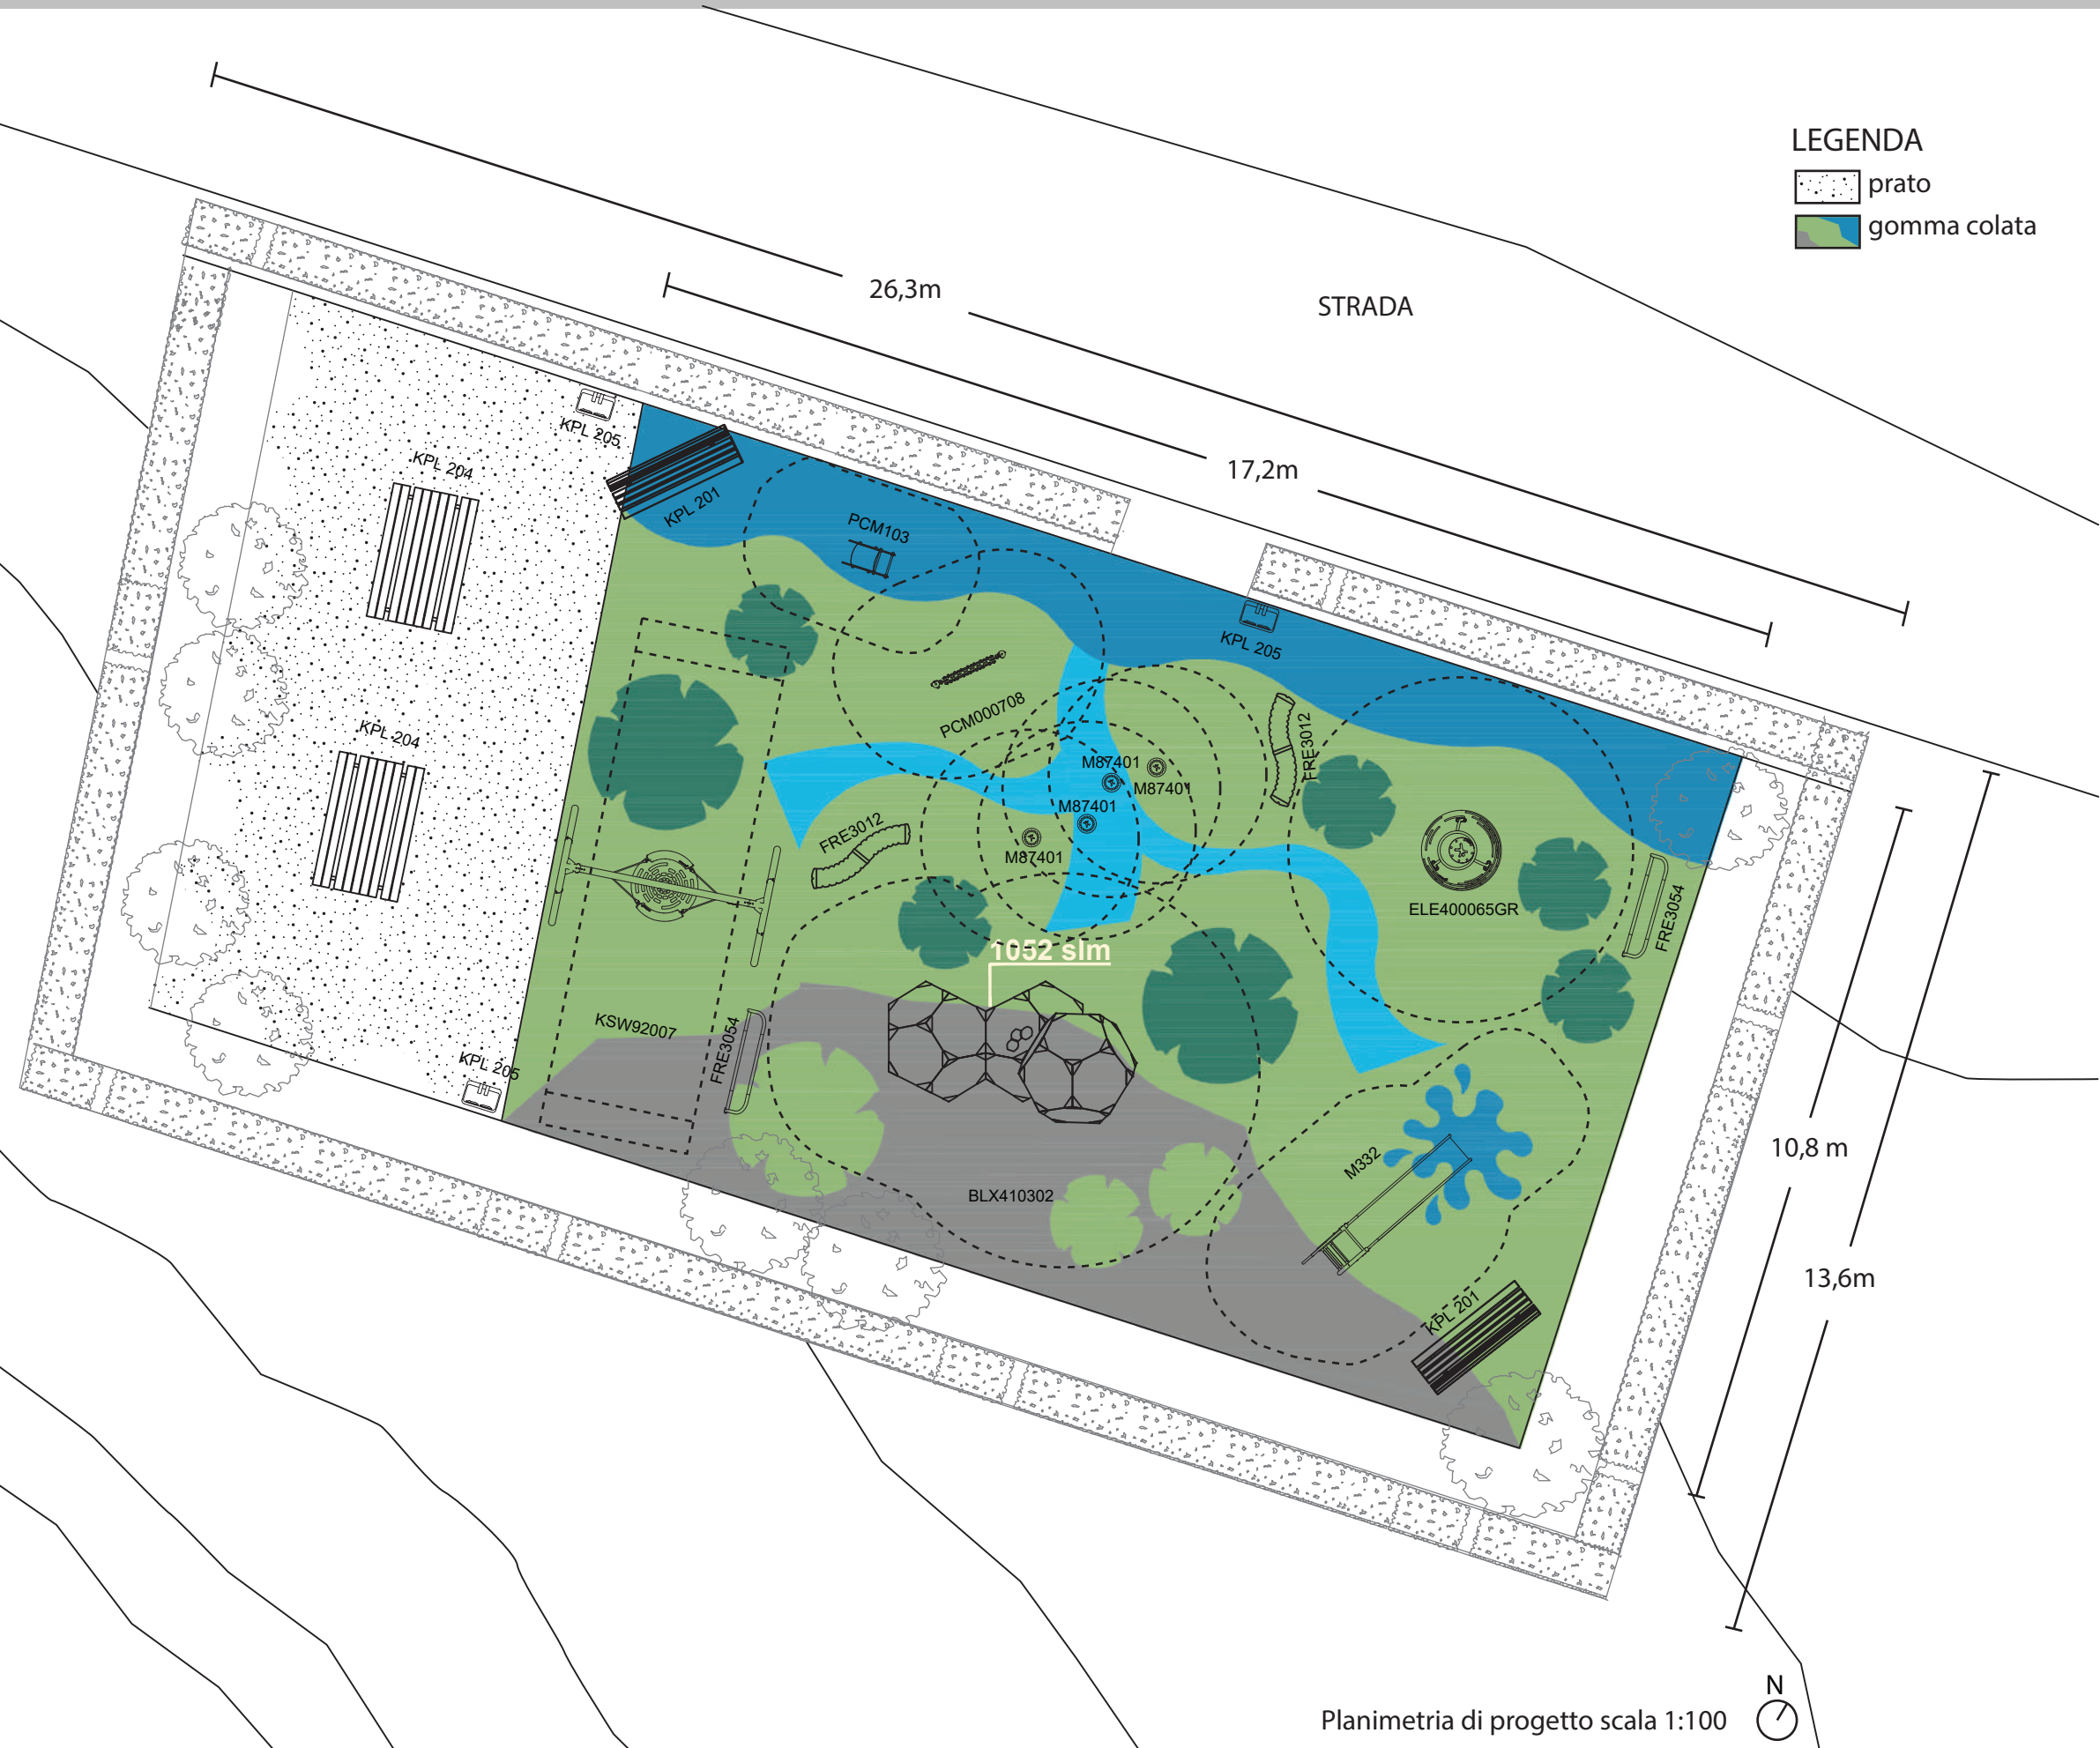 LEGENDA
prato
gomma colata
26,3m
STRADA
17,2m
KPL 205
KPL 204
KPL 201
PCM103
KPL 205
PCM000708
FRE3012
M87401
M87401
KPL 204
M87401
FRE3012
M87401
ELE400065GR
FRE3054
1052 slm
KSW92007
FRE3054
KPL 205
10,8 m
M332
BLX410302
13,6m
KPL 201
N
Planimetria di progetto scala 1:100